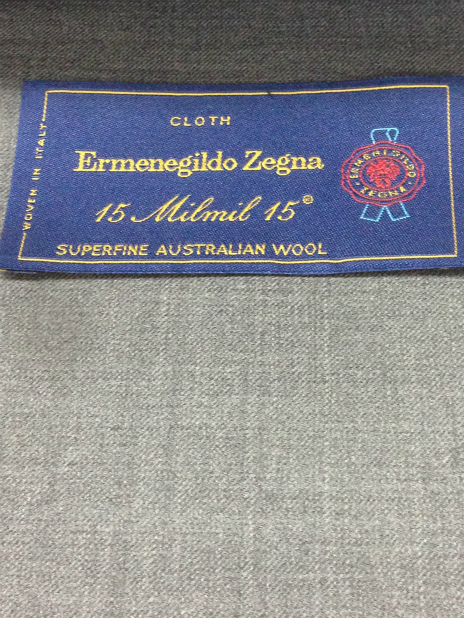 WOVEN IN ITALY
CLOTH
Ermenegildo Zegna
15 Milmil 15®
SUPERFINE AUSTRALIAN WOOL
ERMENEGILDO
ZEGNA